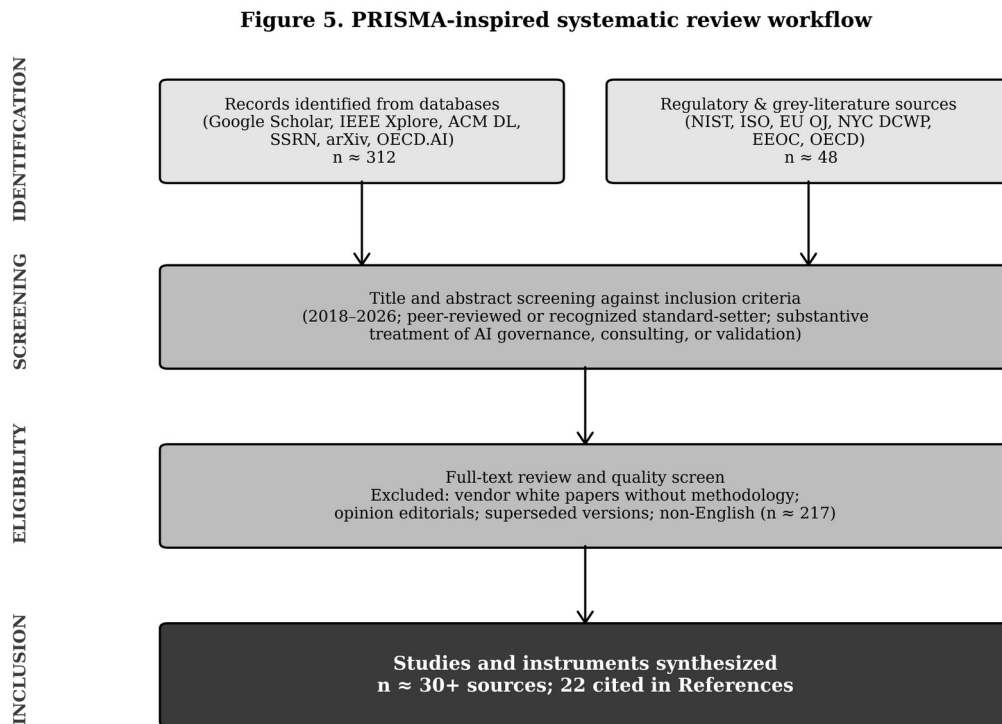 Figure 5. PRISMA-inspired systematic review workflow
IDENTIFICATION
Records identified from databases
(Google Scholar, IEEE Xplore, ACM DL,
SSRN, arXiv, OECD.AI)
n ≈ 312
Regulatory & grey-literature sources
(NIST, ISO, EU OJ, NYC DCWP,
EEOC, OECD)
n ≈ 48
SCREENING
Title and abstract screening against inclusion criteria
(2018–2026; peer-reviewed or recognized standard-setter; substantive
treatment of AI governance, consulting, or validation)
ELIGIBILITY
Full-text review and quality screen
Excluded: vendor white papers without methodology;
opinion editorials; superseded versions; non-English (n ≈ 217)
INCLUSION
Studies and instruments synthesized
n ≈ 30+ sources; 22 cited in References